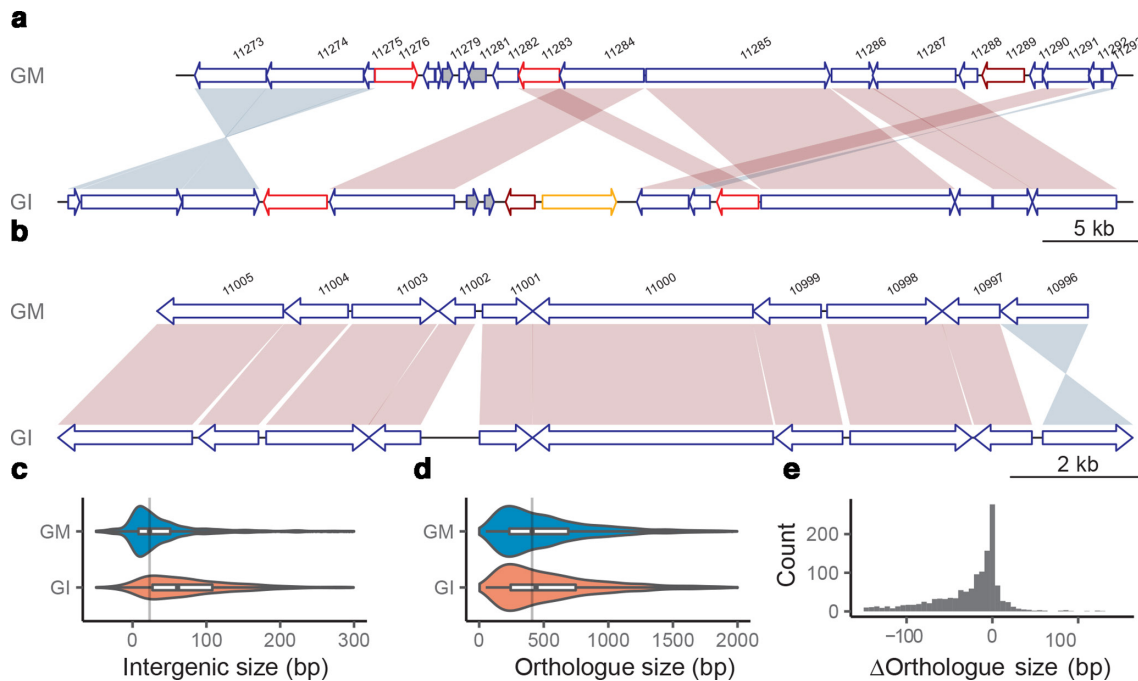 a
11273 11274 11275 11276 11279 11281 11282 11283 11284 11285 11286 11287 11288 11289 11290 11291 11292
GM
GI
5 kb
b
11005 11004 11003 11002 11001 11000 10999 10998 10997 10996
GM
GI
2 kb
c
GM
GI
0 100 200 300
Intergenic size (bp)
d
0 500 1000 1500 2000
Orthologue size (bp)
e
Count
200
100
0
−100 0 100
ΔOrthologue size (bp)